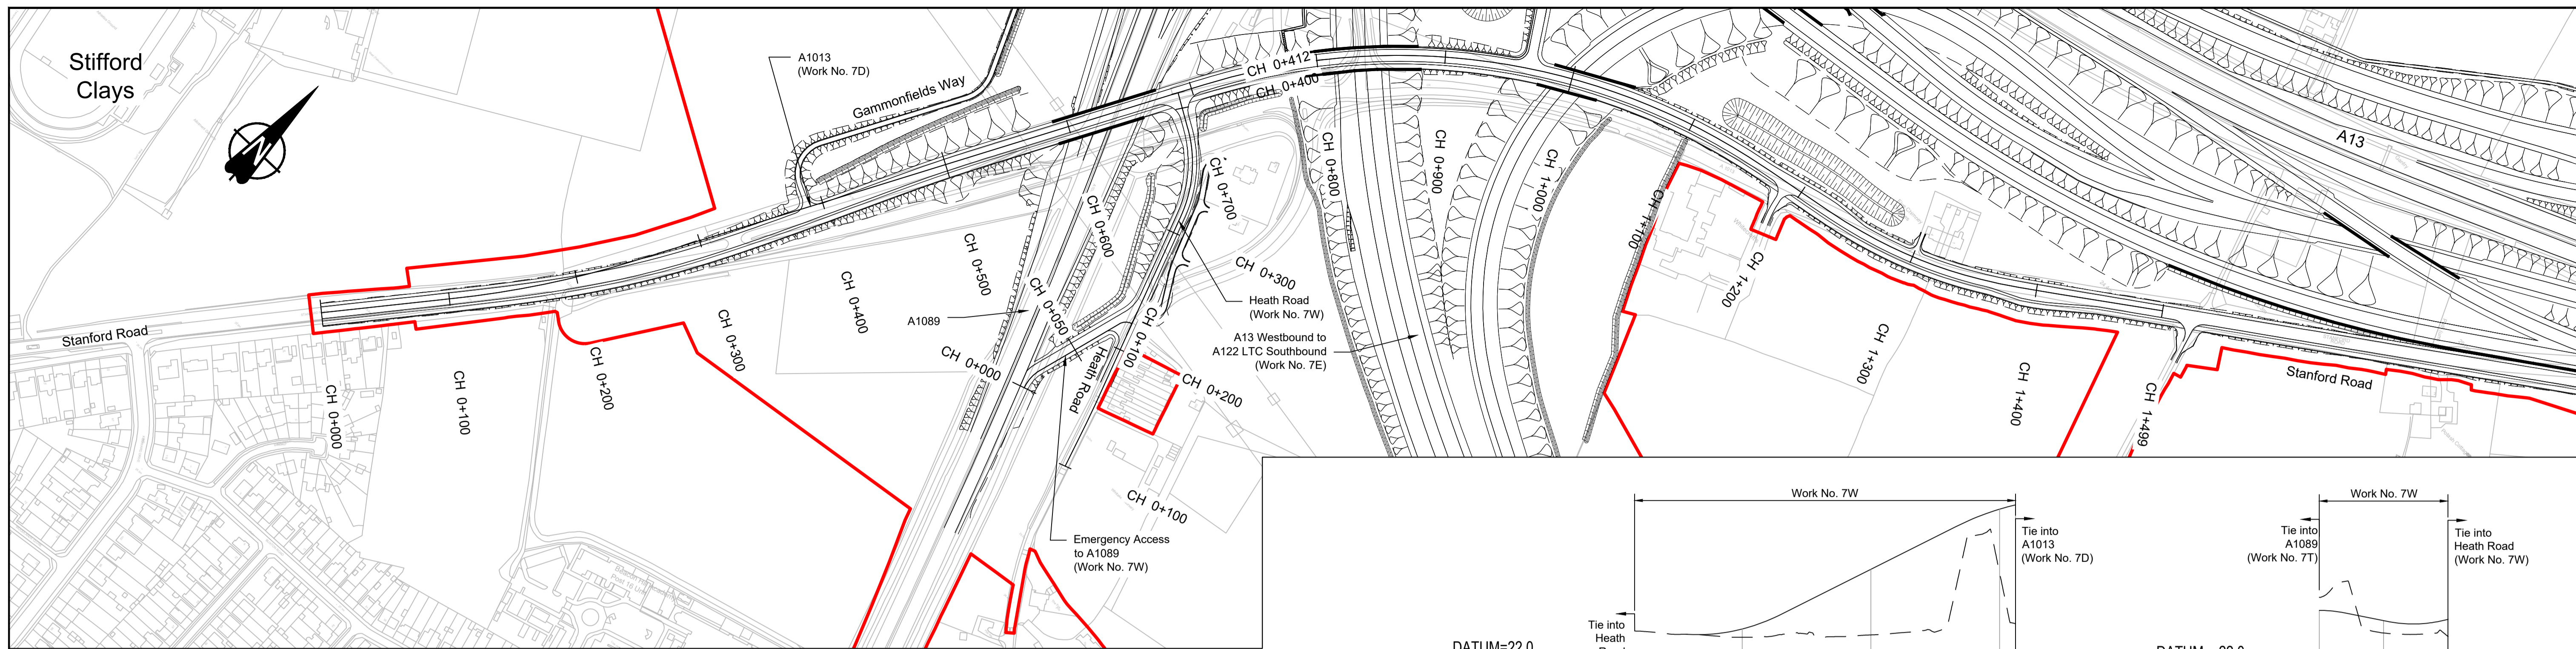 Stifford
Clays
N
A1013
(Work No. 7D)
Gammonfields Way
CH 0+412
CH 0+400
A13
Stanford Road
CH 0+000
CH 0+100
CH 0+200
CH 0+300
CH 0+400
CH 0+500
CH 0+600
CH 0+700
CH 0+800
CH 0+900
CH 1+000
CH 1+100
CH 1+200
CH 1+300
CH 1+400
CH 1+499
A1089
CH 0+000
CH 0+050
CH 0+100
Heath Road
CH 0+100
CH 0+200
CH 0+300
Heath Road
(Work No. 7W)
A13 Westbound to
A122 LTC Southbound
(Work No. 7E)
Emergency Access
to A1089
(Work No. 7W)
Stanford Road
Work No. 7W
Tie into
A1013
(Work No. 7D)
Tie into
Heath
DATUM=22.0
Work No. 7W
Tie into
A1089
(Work No. 7T)
Tie into
Heath Road
(Work No. 7W)